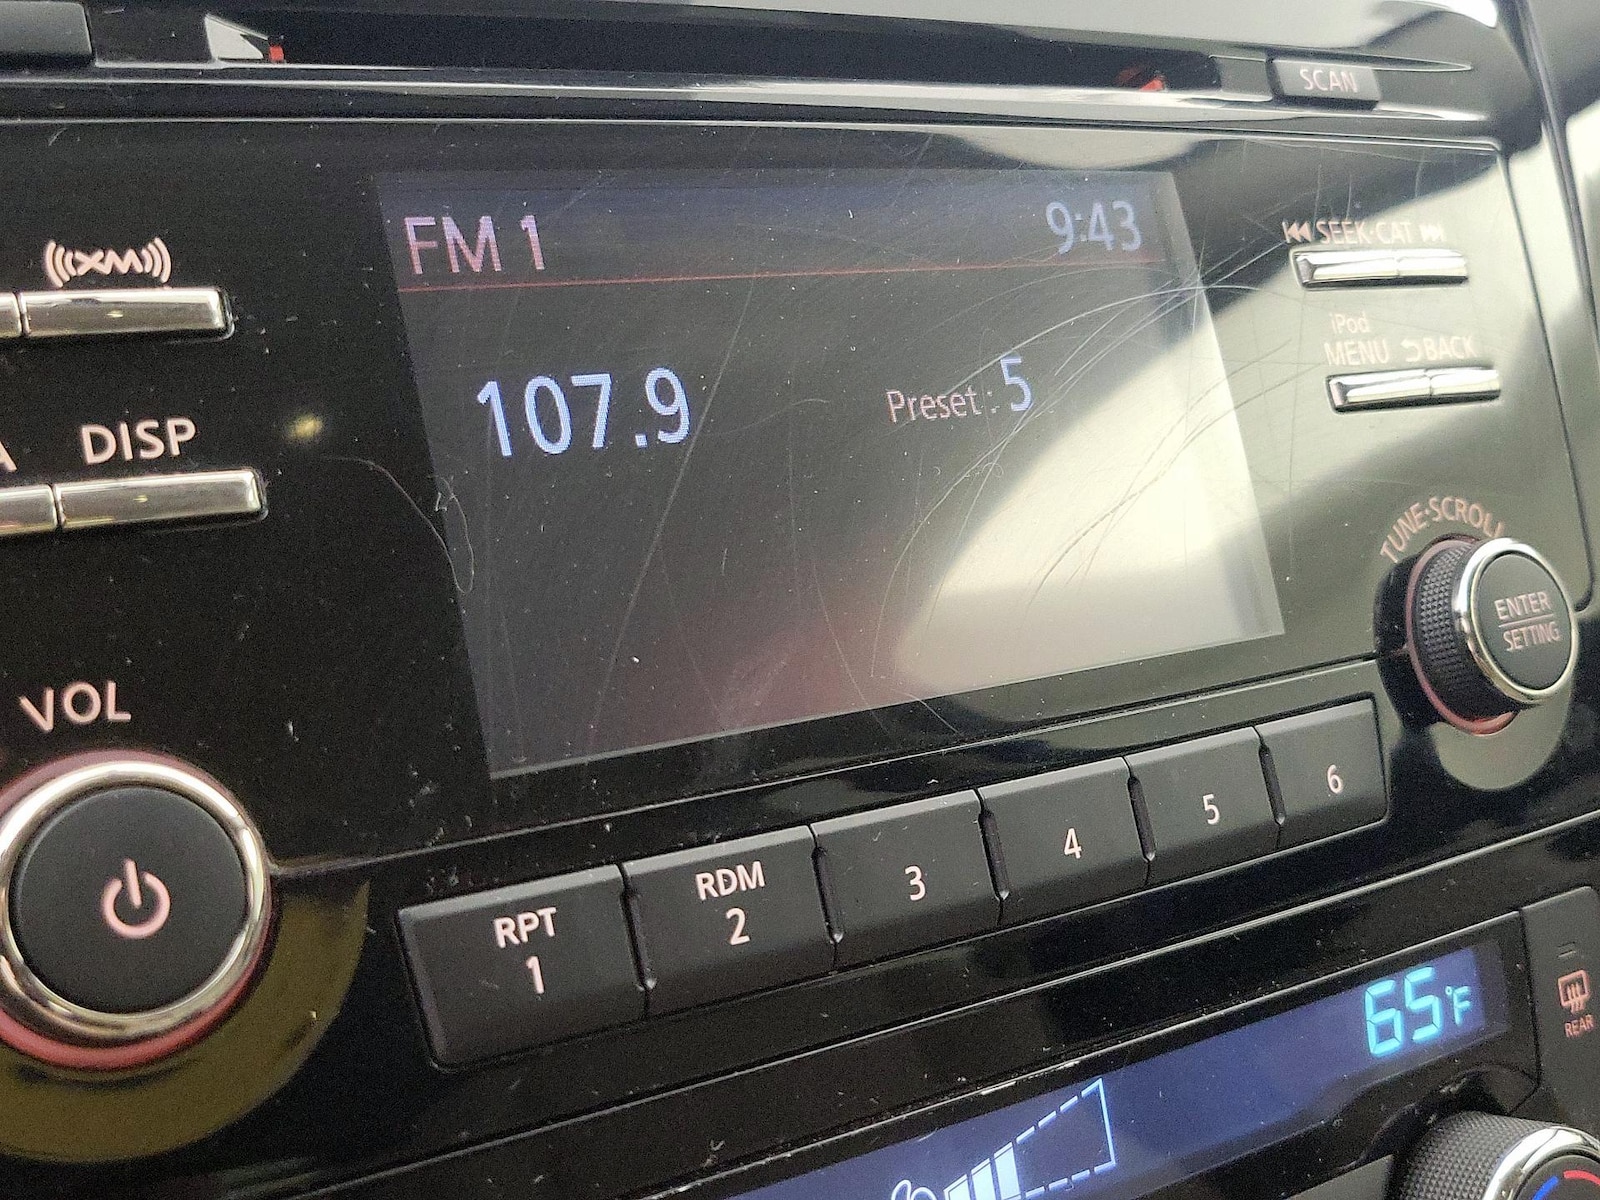 SCAN
FM 1
9:43
XM
⏮ SEEK·CAT ⏭
iPod
MENU ⮌BACK
107.9
Preset : 5
DISP
TUNE·SCROLL
ENTER
SETTING
VOL
RPT
1
RDM
2
3
4
5
6
65°F
REAR